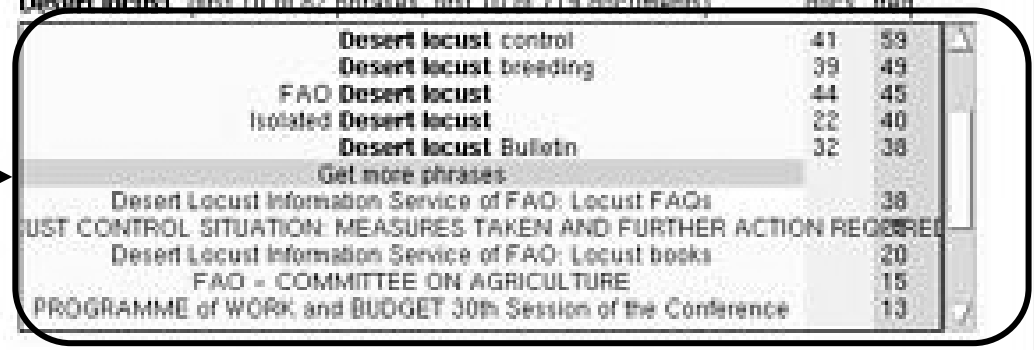 Desert locust control 41 59
Desert locust breeding 39 49
FAO Desert locust 44 45
Isolated Desert locust 22 40
Desert locust Bulletin 32 38
Get more phrases
Desert Locust Information Service of FAO: Locust FAQs 38
UST CONTROL SITUATION: MEASURES TAKEN AND FURTHER ACTION
Desert Locust Information Service of FAO: Locust books 20
FAO – COMMITTEE ON AGRICULTURE 15
PROGRAMME of WORK and BUDGET 30th Session of the Conference 13